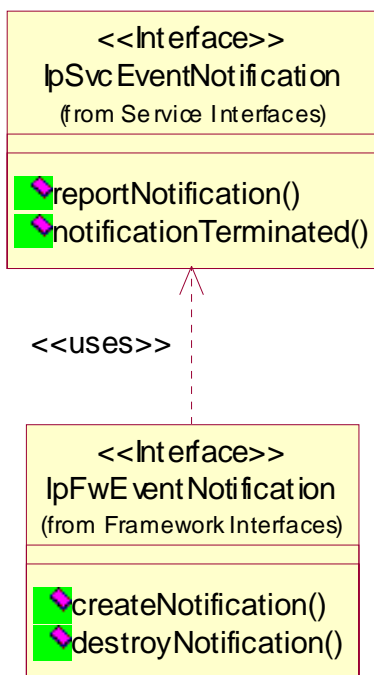 <<Interface>>
IpSvcEventNotification
(from Service Interfaces)
reportNotification()
notificationTerminated()
<<uses>>
<<Interface>>
IpFwEventNotification
(from Framework Interfaces)
createNotification()
destroyNotification()